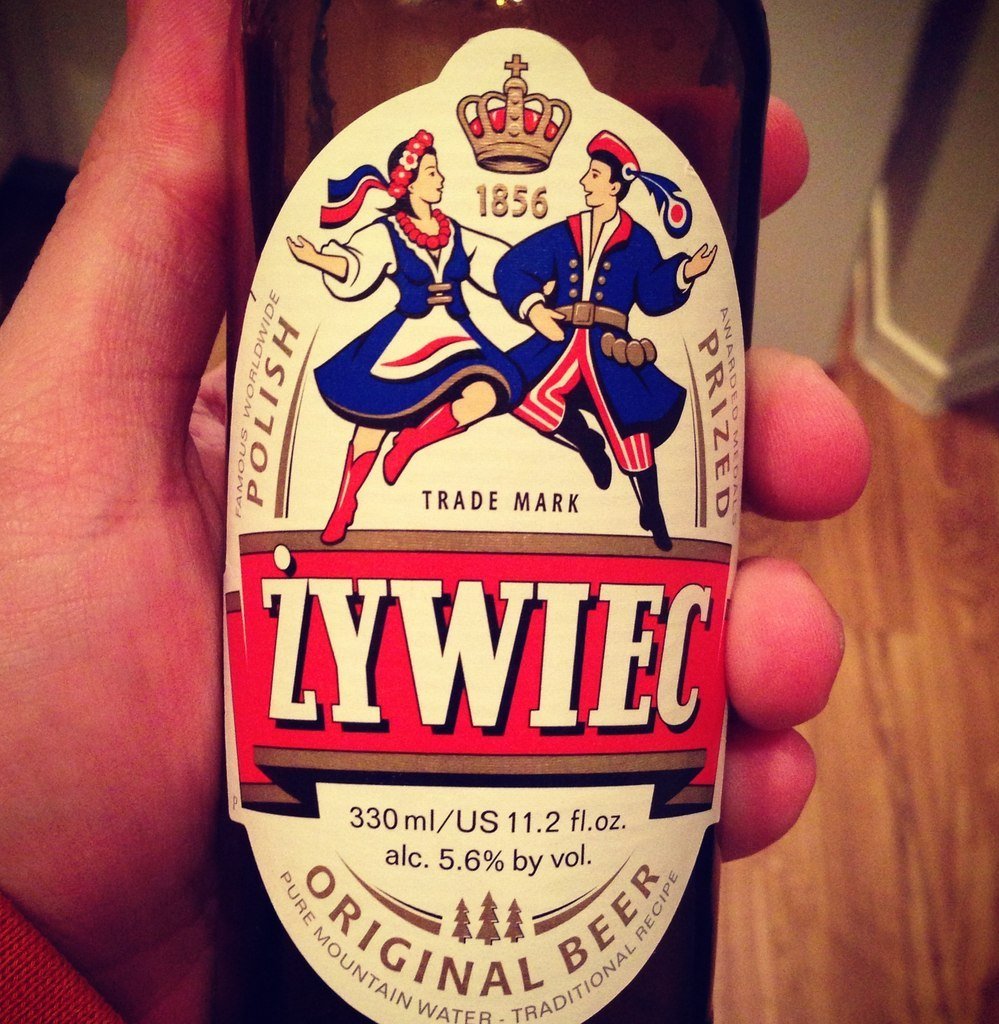 1856
FAMOUS WORLDWIDE
POLISH
AWARDED MEDALS
PRIZED
TRADE MARK
ŻYWIEC
330 ml/US 11.2 fl.oz.
alc. 5.6% by vol.
ORIGINAL BEER
PURE MOUNTAIN WATER - TRADITIONAL RECIPE
P